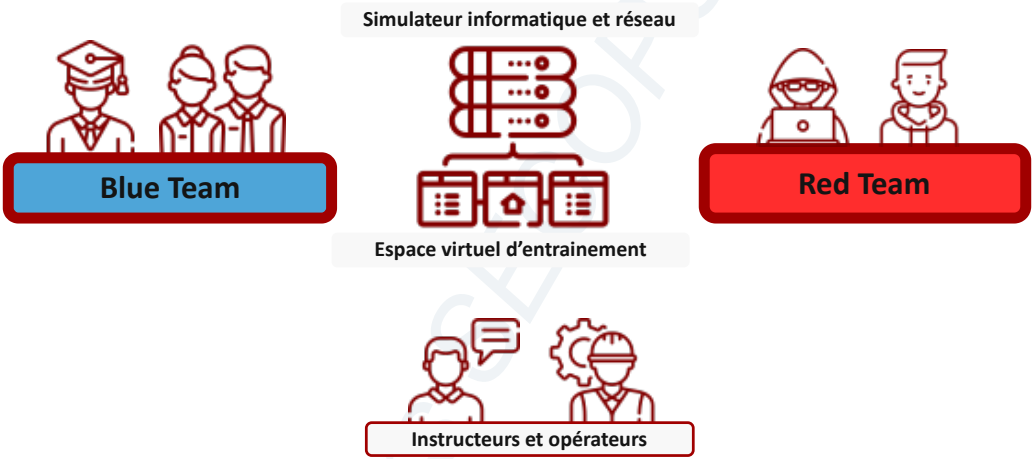 Simulateur informatique et réseau
Blue Team
Red Team
Espace virtuel d'entrainement
Instructeurs et opérateurs